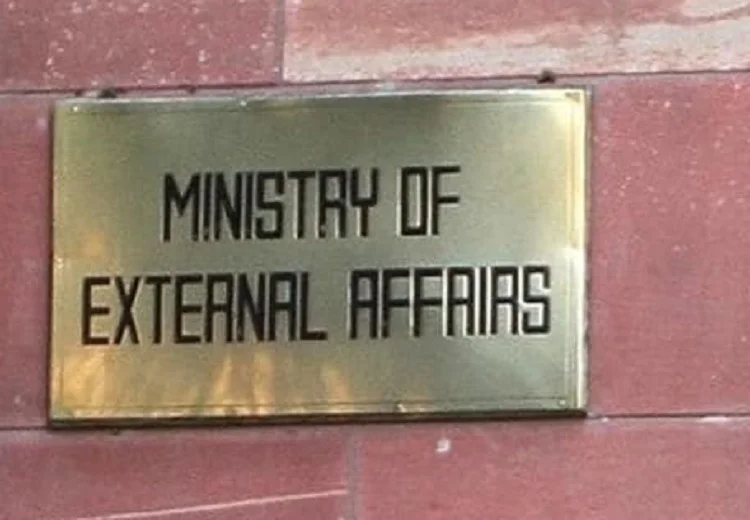 MINISTRY OF
EXTERNAL AFFAIRS